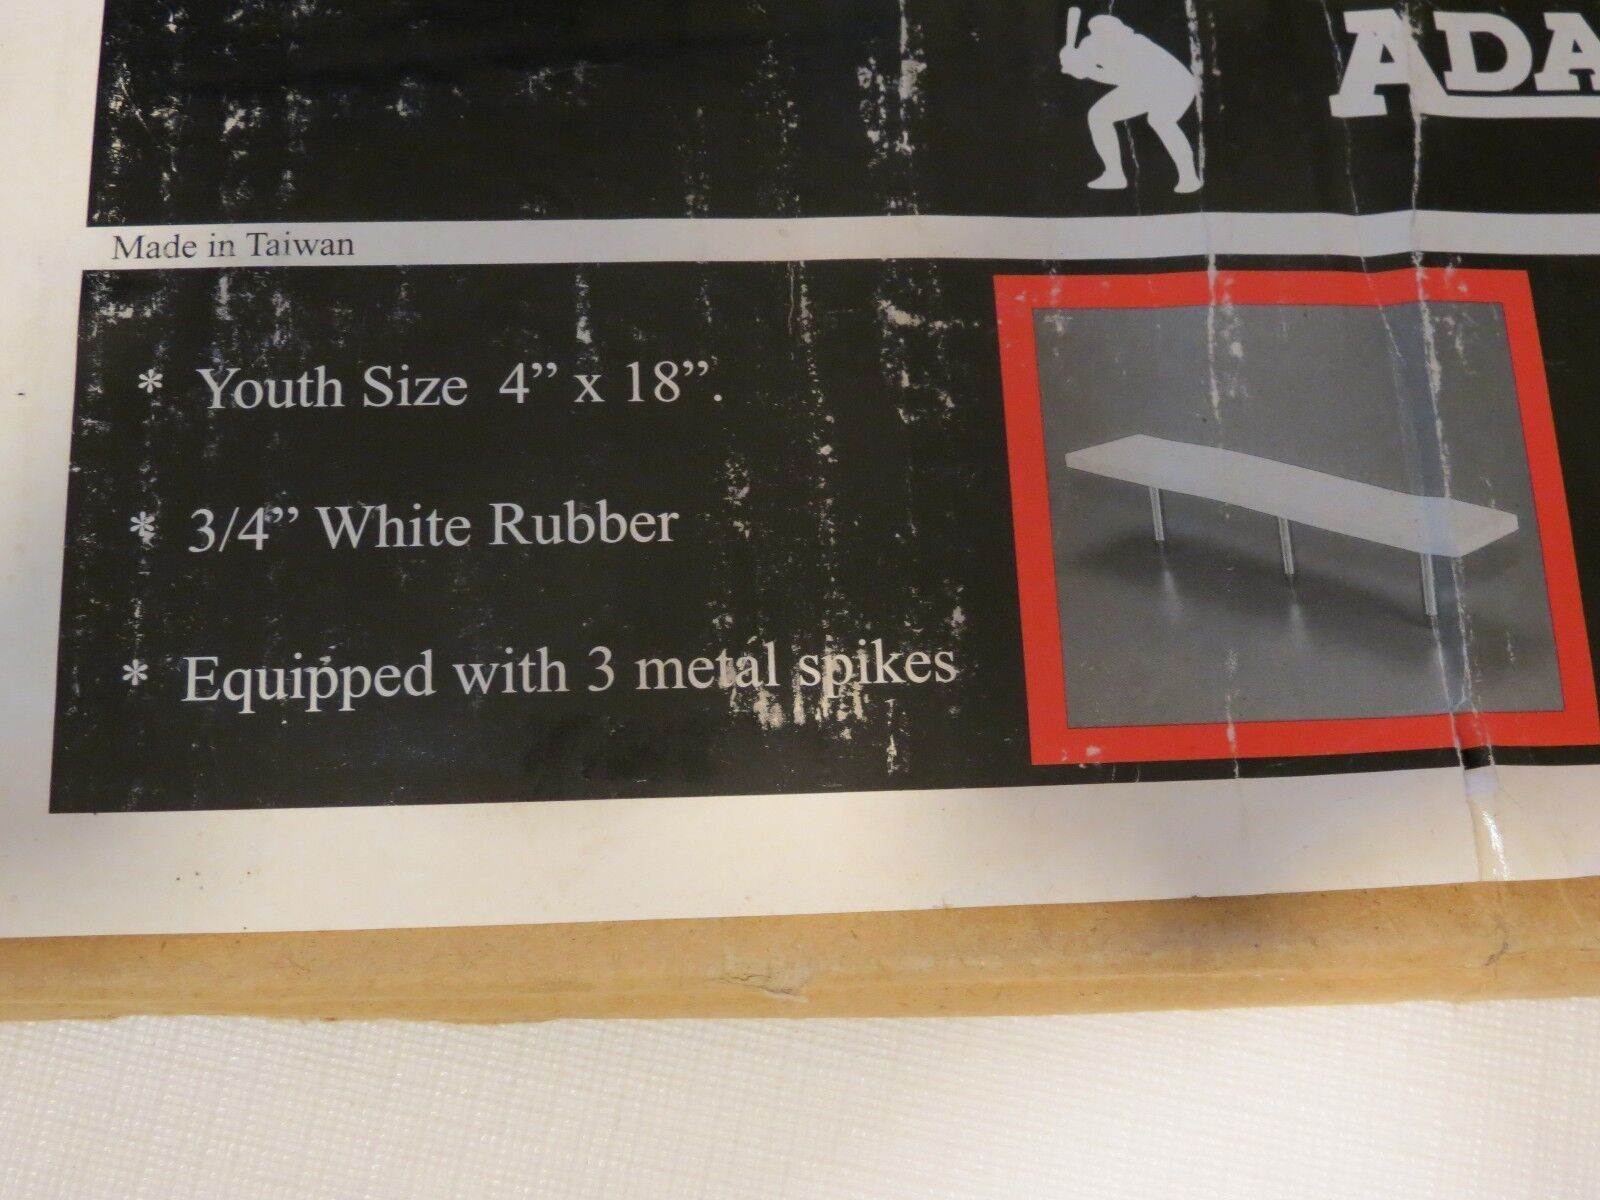 ADA
Made in Taiwan
* Youth Size 4” x 18”.
* 3/4” White Rubber
* Equipped with 3 metal spikes